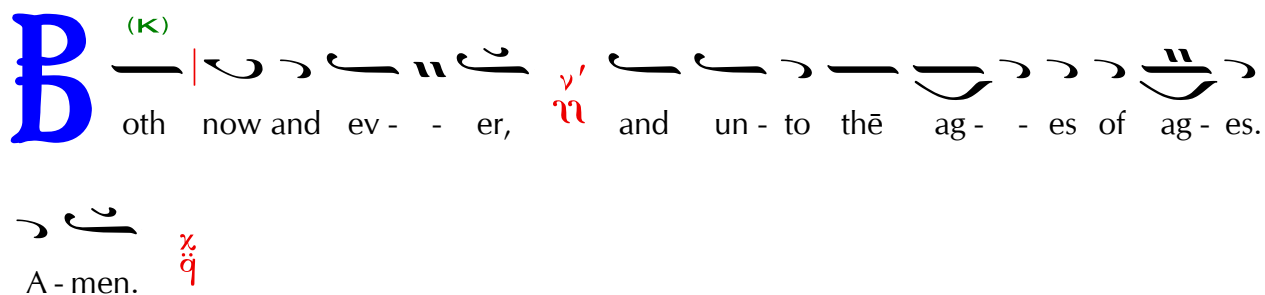 (K)
Both now and ev - - er, ν΄ and un - to thē ag - - es of ag - es.
A - men. χ̈ q